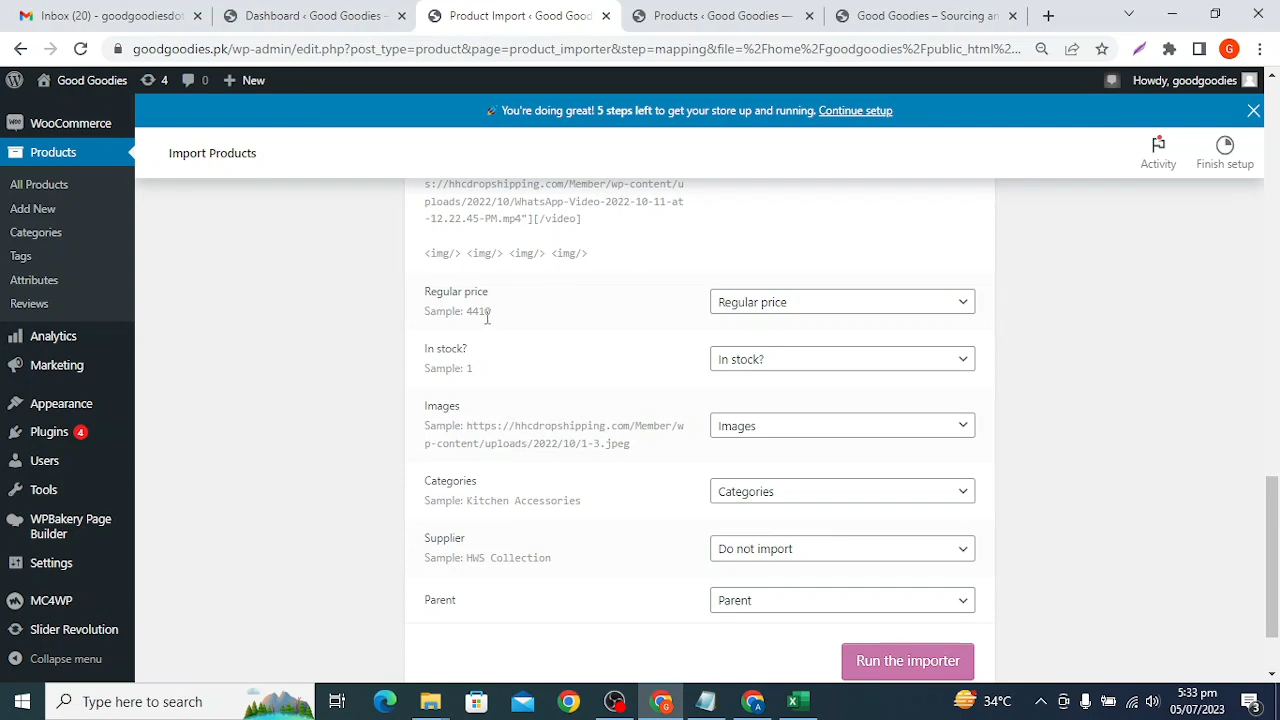 Inbox (218) - goodgoodiesdot
Dashboard ‹ Good Goodies —
Import Products ‹ Good Good
Products ‹ Good Goodies —
Good Goodies – Sourcing an
goodgoodies.pk/wp-admin/edit.php?post_type=product&page=product_importer&step=mapping&file=%2Fhome%2Fgoodgoodies%2Fpublic_html%2...
G
Good Goodies
4
0
New
Howdy, goodgoodies
You're doing great! 5 steps left to get your store up and running. Continue setup
Import Products
Activity
Finish setup
WooCommerce
Products
All Products
Add New
Categories
Tags
Attributes
Reviews
Analytics
Marketing
Appearance
Plugins 4
Users
Tools
WPBakery Page
Builder
Settings
MC4WP
Slider Revolution
Collapse menu
s://hhcdropshipping.com/Member/wp-content/u
ploads/2022/10/WhatsApp-Video-2022-10-11-at
-12.22.45-PM.mp4"][/video]
<img/> <img/> <img/> <img/>
Regular price
Sample: 4410
Regular price
In stock?
Sample: 1
In stock?
Images
Sample: https://hhcdropshipping.com/Member/w
p-content/uploads/2022/10/1-3.jpeg
Images
Categories
Sample: Kitchen Accessories
Categories
Supplier
Sample: HWS Collection
Do not import
Parent
Parent
Run the importer
Type here to search
34°C
5:33 pm
05/07/2023
3